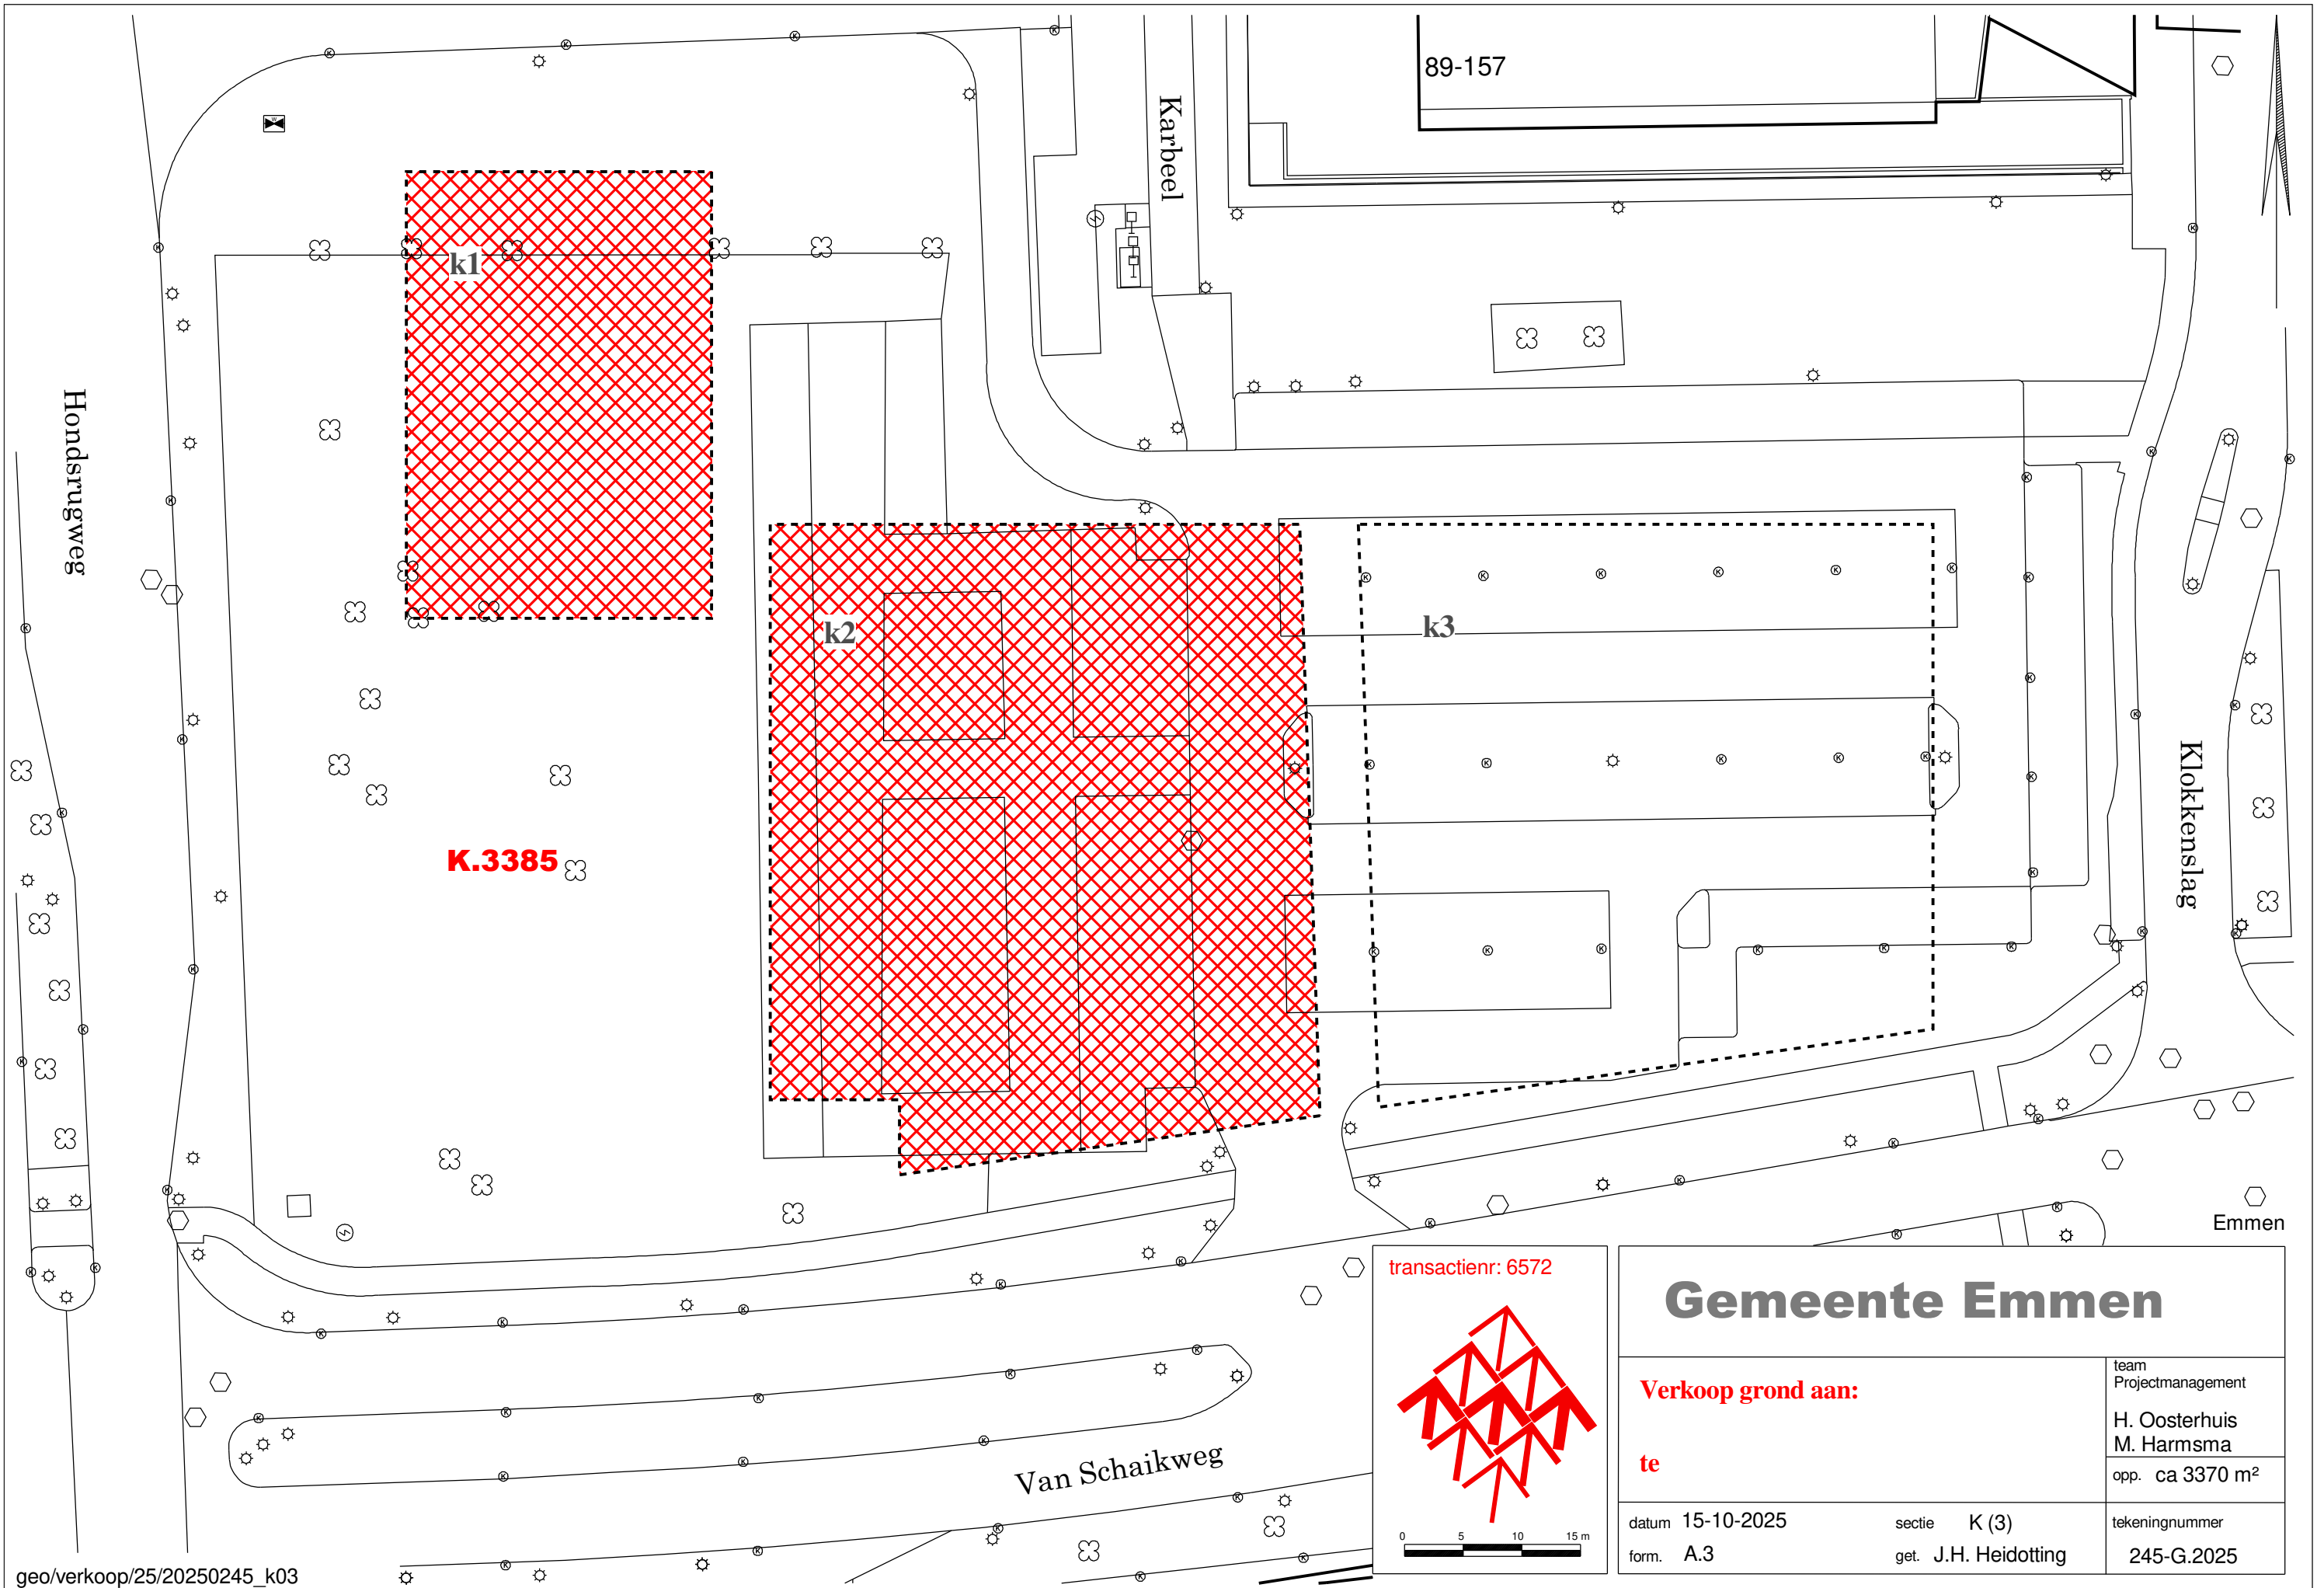 89-157
Karbeel
k1
Hondsrugweg
k2
k3
Klokkenslag
K.3385
Emmen
transactienr: 6572
Gemeente Emmen
Verkoop grond aan:
te
team
Projectmanagement
H. Oosterhuis
M. Harmsma
opp. ca 3370 m²
Van Schaikweg
0 5 10 15 m
datum 15-10-2025
sectie K (3)
tekeningnummer
form. A.3
get. J.H. Heidotting
245-G.2025
geo/verkoop/25/20250245_k03